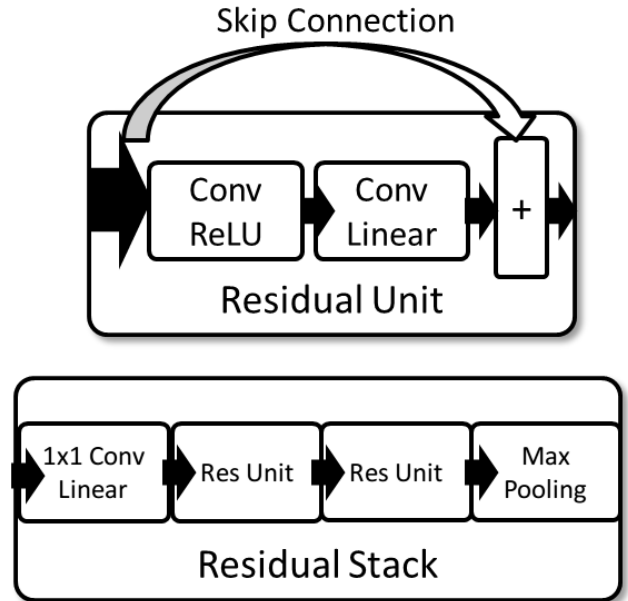 Skip Connection
Conv
ReLU
Conv
Linear
+
Residual Unit
1x1 Conv
Linear
Res Unit
Res Unit
Max
Pooling
Residual Stack